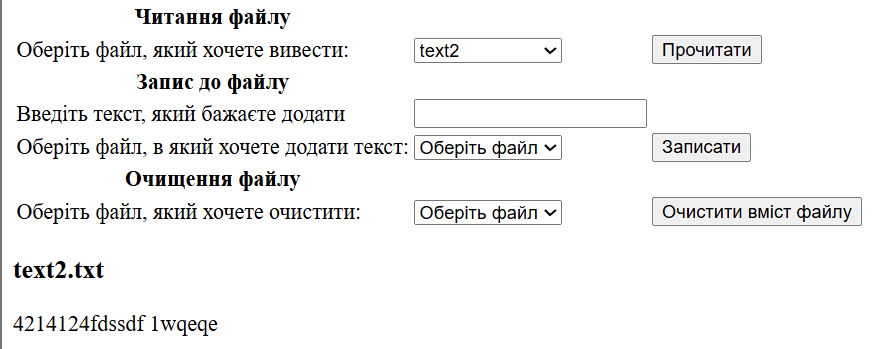 Читання файлу
Оберіть файл, який хочете вивести: text2 Прочитати
Запис до файлу
Введіть текст, який бажаєте додати
Оберіть файл, в який хочете додати текст: Оберіть файл Записати
Очищення файлу
Оберіть файл, який хочете очистити: Оберіть файл Очистити вміст файлу
text2.txt
4214124fdssdf 1wqeqe